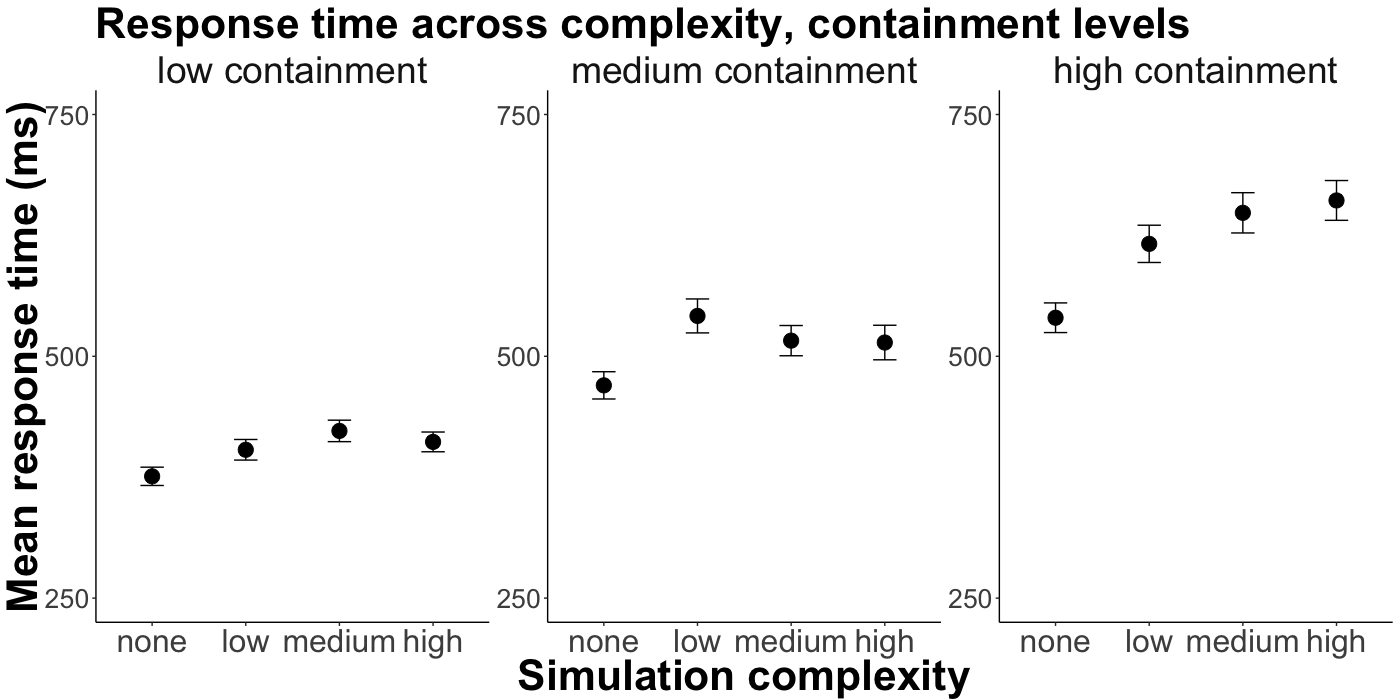 Response time across complexity, containment levels
low containment medium containment high containment
Mean response time (ms)
750 750 750
500 500 500
250 250 250
none low medium high none low medium high none low medium high
Simulation complexity